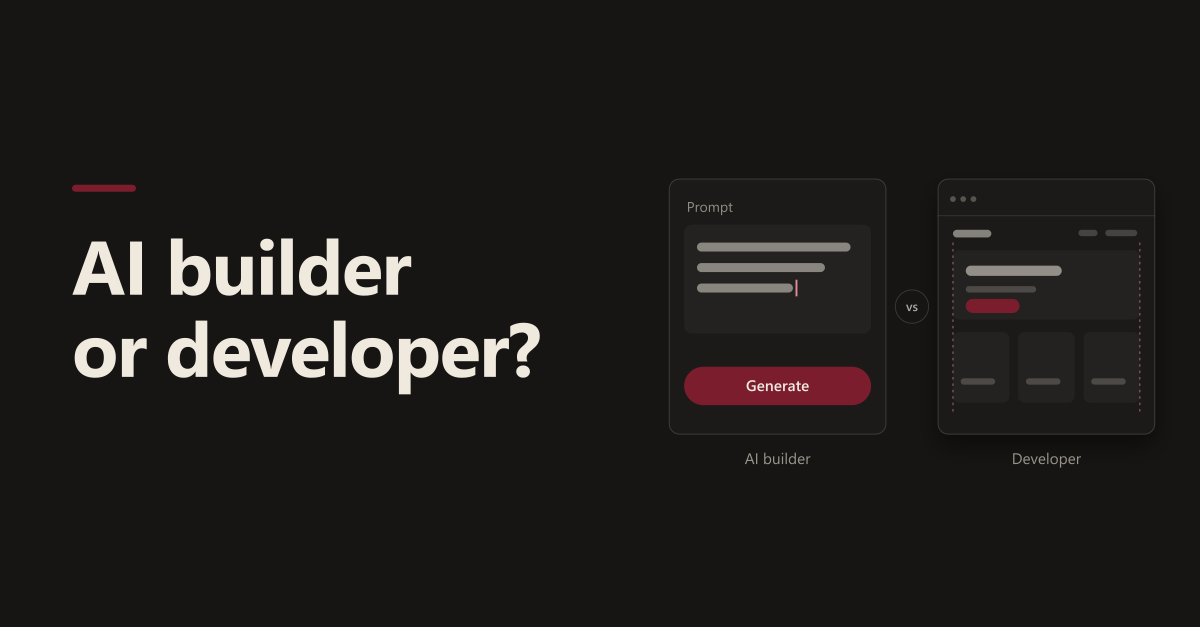 AI builder
or developer?
Prompt
Generate
AI builder
vs
Developer